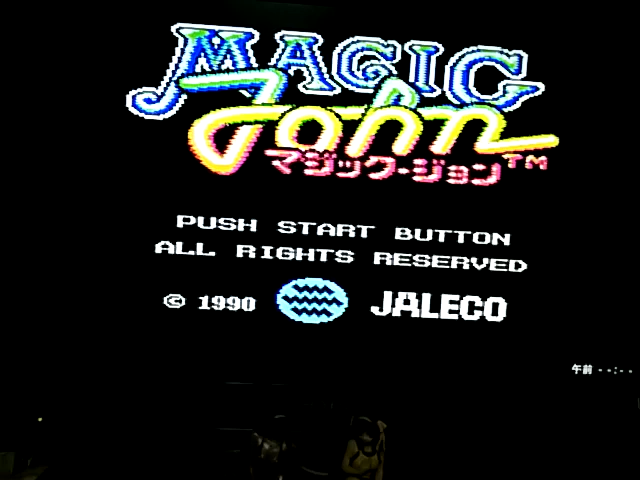 MAGIC
John
マジック・ジョン™
PUSH START BUTTON
ALL RIGHTS RESERVED
© 1990 JALECO
午前 --:--